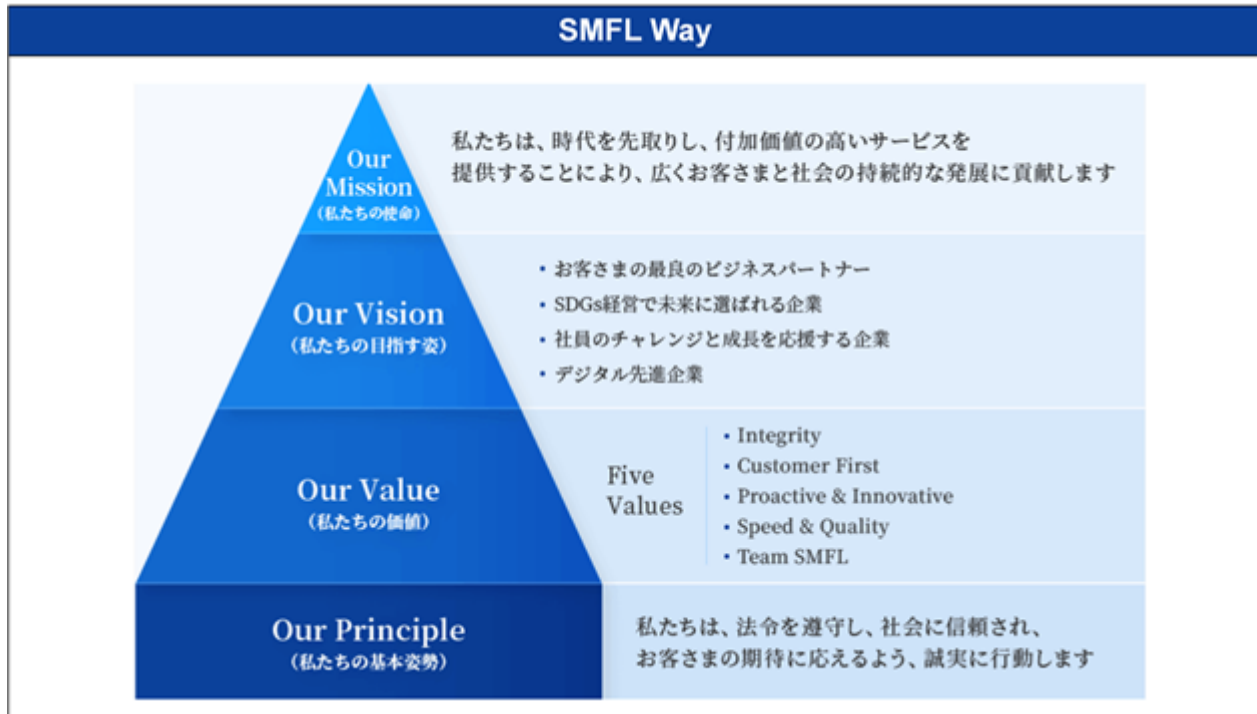 SMFL Way
Our
Mission
(私たちの使命)
私たちは、時代を先取りし、付加価値の高いサービスを
提供することにより、広くお客さまと社会の持続的な発展に貢献します
Our Vision
(私たちの目指す姿)
• お客さまの最良のビジネスパートナー
• SDGs経営で未来に選ばれる企業
• 社員のチャレンジと成長を応援する企業
• デジタル先進企業
Our Value
(私たちの価値)
Five
Values
• Integrity
• Customer First
• Proactive & Innovative
• Speed & Quality
• Team SMFL
Our Principle
(私たちの基本姿勢)
私たちは、法令を遵守し、社会に信頼され、
お客さまの期待に応えるよう、誠実に行動します